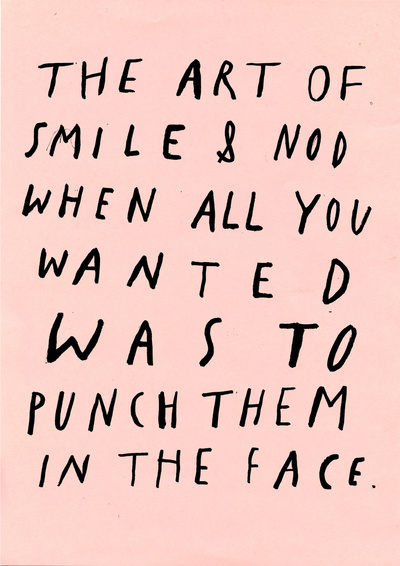 THE ART OF
SMILE & NOD
WHEN ALL YOU
WANTED
WAS TO
PUNCH THEM
IN THE FACE.